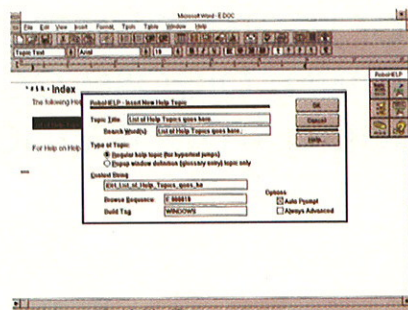 Microsoft Word - E.DOC
File Edit View Insert Format Tools Table Window Help
Topic Text
Arial
RoboHELP
Index
The following Hel
For Help on Help
RoboHELP - Insert New Help Topic
Topic Title: List of Help Topics goes here
Search Word(s): List of Help Topics goes here;
Type of Topic:
Regular help topic (for hypertext jumps)
Popup window definition (glossary entry) topic only
Context String
Browse Sequence:
Build Tag: WINDOWS
Options
Auto Prompt
Always Advanced
OK
Cancel
Help...